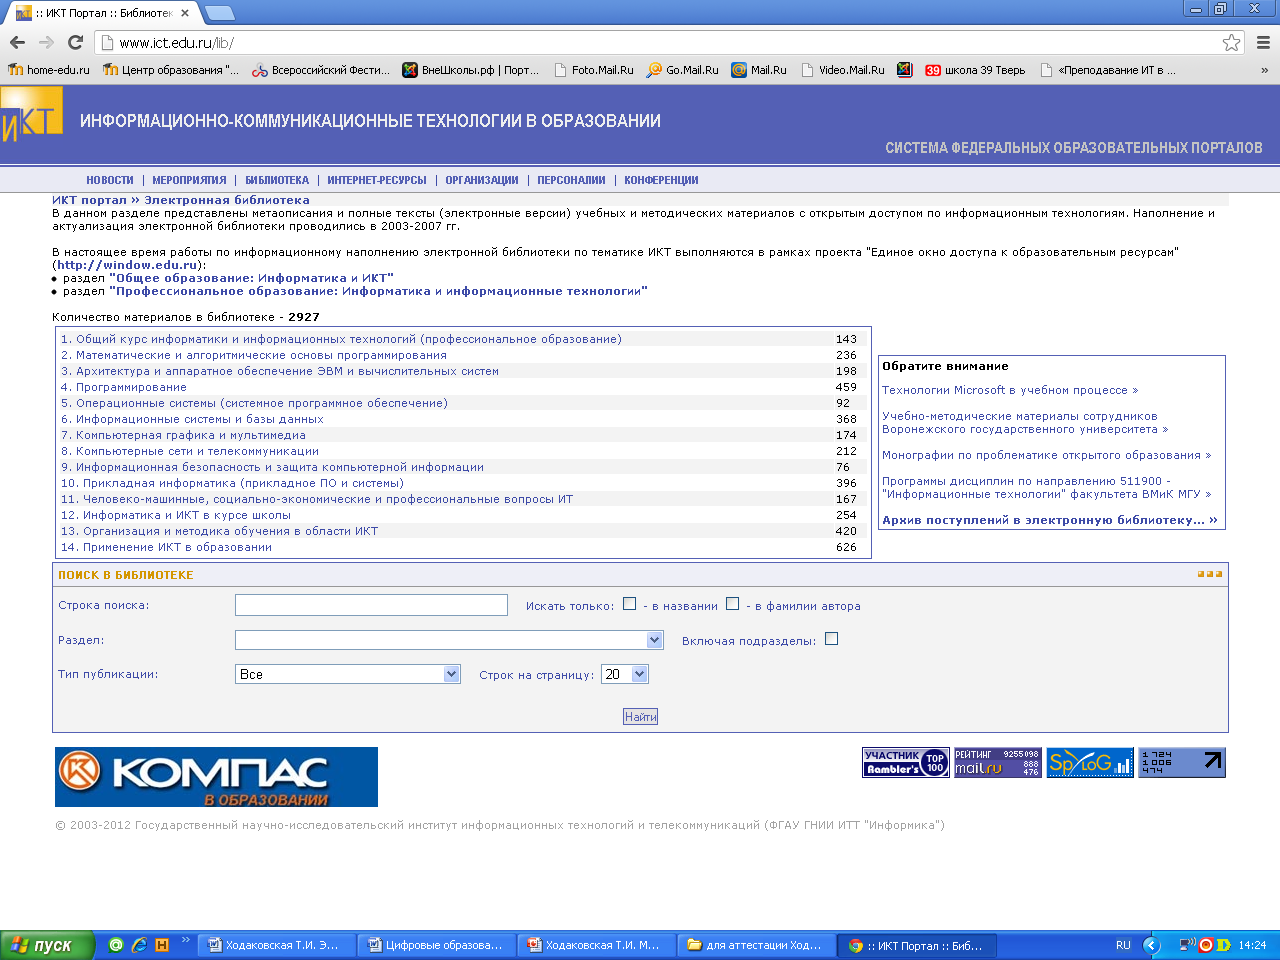 :: ИКТ Портал :: Библиотек
www.ict.edu.ru/lib/
home-edu.ru Центр образования "... Всероссийский Фести... ВнеШколы.рф | Порт... Foto.Mail.Ru Go.Mail.Ru Mail.Ru Video.Mail.Ru 39 школа 39 Тверь «Преподавание ИТ в ... »
ИКТ
ИНФОРМАЦИОННО-КОММУНИКАЦИОННЫЕ ТЕХНОЛОГИИ В ОБРАЗОВАНИИ
СИСТЕМА ФЕДЕРАЛЬНЫХ ОБРАЗОВАТЕЛЬНЫХ ПОРТАЛОВ
НОВОСТИ | МЕРОПРИЯТИЯ | БИБЛИОТЕКА | ИНТЕРНЕТ-РЕСУРСЫ | ОРГАНИЗАЦИИ | ПЕРСОНАЛИИ | КОНФЕРЕНЦИИ
ИКТ портал » Электронная библиотека
В данном разделе представлены метаописания и полные тексты (электронные версии) учебных и методических материалов с открытым доступом по информационным технологиям. Наполнение и
актуализация электронной библиотеки проводились в 2003-2007 гг.
В настоящее время работы по информационному наполнению электронной библиотеки по тематике ИКТ выполняются в рамках проекта "Единое окно доступа к образовательным ресурсам"
(http://window.edu.ru):
• раздел "Общее образование: Информатика и ИКТ"
• раздел "Профессиональное образование: Информатика и информационные технологии"
Количество материалов в библиотеке - 2927
1. Общий курс информатики и информационных технологий (профессиональное образование) 143
2. Математические и алгоритмические основы программирования 236
3. Архитектура и аппаратное обеспечение ЭВМ и вычислительных систем 198
4. Программирование 459
5. Операционные системы (системное программное обеспечение) 92
6. Информационные системы и базы данных 368
7. Компьютерная графика и мультимедиа 174
8. Компьютерные сети и телекоммуникации 212
9. Информационная безопасность и защита компьютерной информации 76
10. Прикладная информатика (прикладное ПО и системы) 396
11. Человеко-машинные, социально-экономические и профессиональные вопросы ИТ 167
12. Информатика и ИКТ в курсе школы 254
13. Организация и методика обучения в области ИКТ 420
14. Применение ИКТ в образовании 626
Обратите внимание
Технологии Microsoft в учебном процессе »
Учебно-методические материалы сотрудников
Воронежского государственного университета »
Монографии по проблематике открытого образования »
Программы дисциплин по направлению 511900 -
"Информационные технологии" факультета ВМиК МГУ »
Архив поступлений в электронную библиотеку... »
ПОИСК В БИБЛИОТЕКЕ
Строка поиска: Искать только: - в названии - в фамилии автора
Раздел: Включая подразделы:
Тип публикации: Все Строк на страницу: 20
Найти
КОМПАС
В ОБРАЗОВАНИИ
УЧАСТНИК
Rambler's TOP 100
РЕЙТИНГ mail.ru 9255098 888 476
SpyLOG
1 724
1 006
474
© 2003-2012 Государственный научно-исследовательский институт информационных технологий и телекоммуникаций (ФГАУ ГНИИ ИТТ "Информика")
пуск » Ходаковская Т.И. Э... Цифровые образова... Ходаковская Т.И. М... для аттестации Ход... :: ИКТ Портал :: Биб... RU 14:24